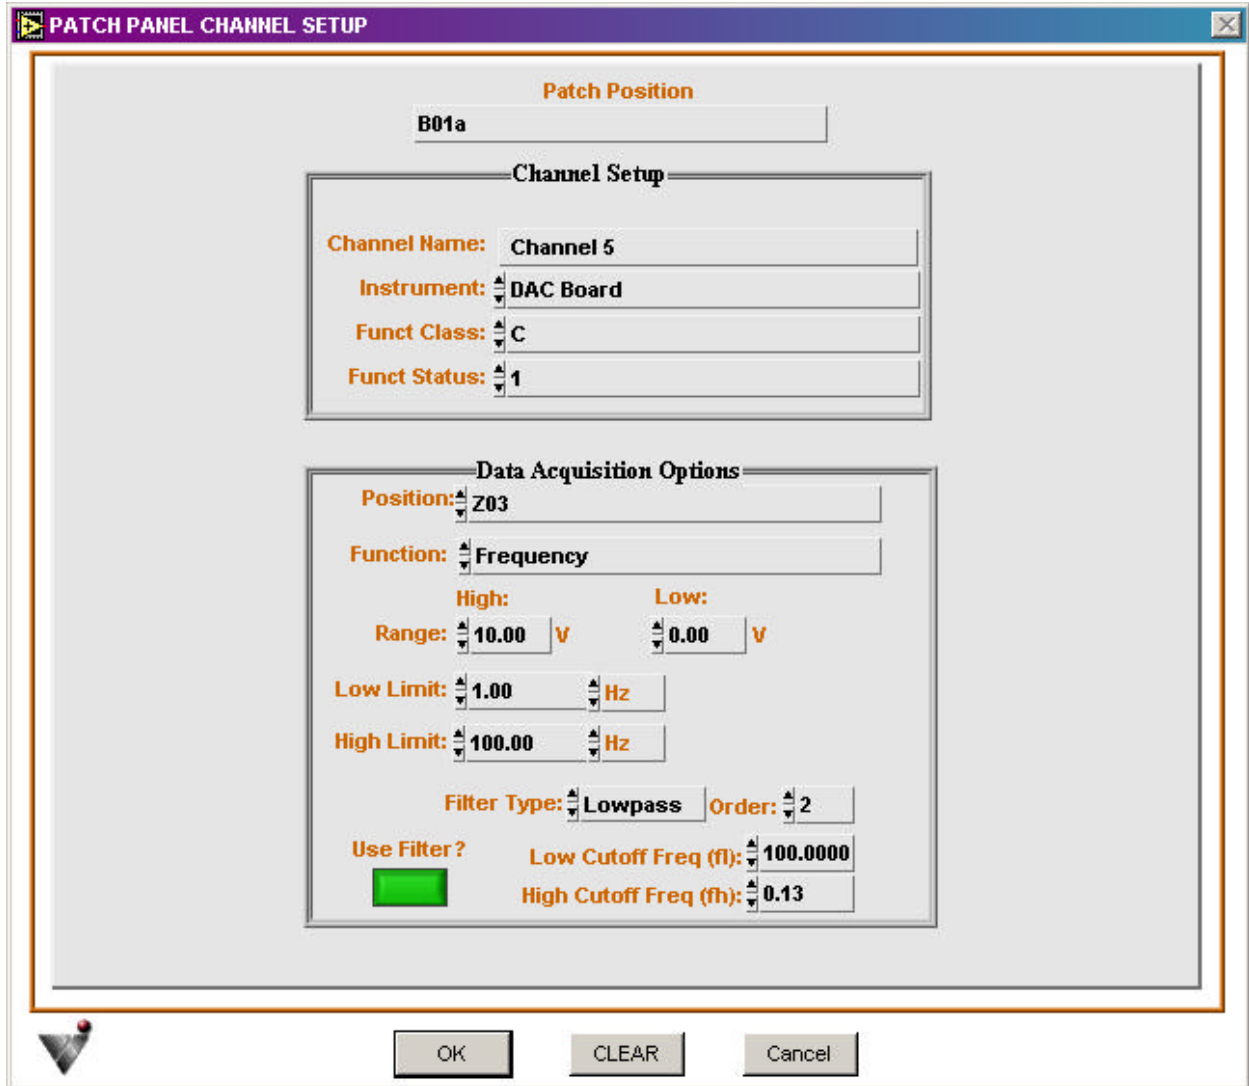 PATCH PANEL CHANNEL SETUP
Patch Position
B01a
Channel Setup
Channel Name: Channel 5
Instrument: DAC Board
Funct Class: C
Funct Status: 1
Data Acquisition Options
Position: Z03
Function: Frequency
High: Low:
Range: 10.00 V 0.00 V
Low Limit: 1.00 Hz
High Limit: 100.00 Hz
Filter Type: Lowpass Order: 2
Use Filter?
Low Cutoff Freq (fl): 100.0000
High Cutoff Freq (fh): 0.13
OK CLEAR Cancel